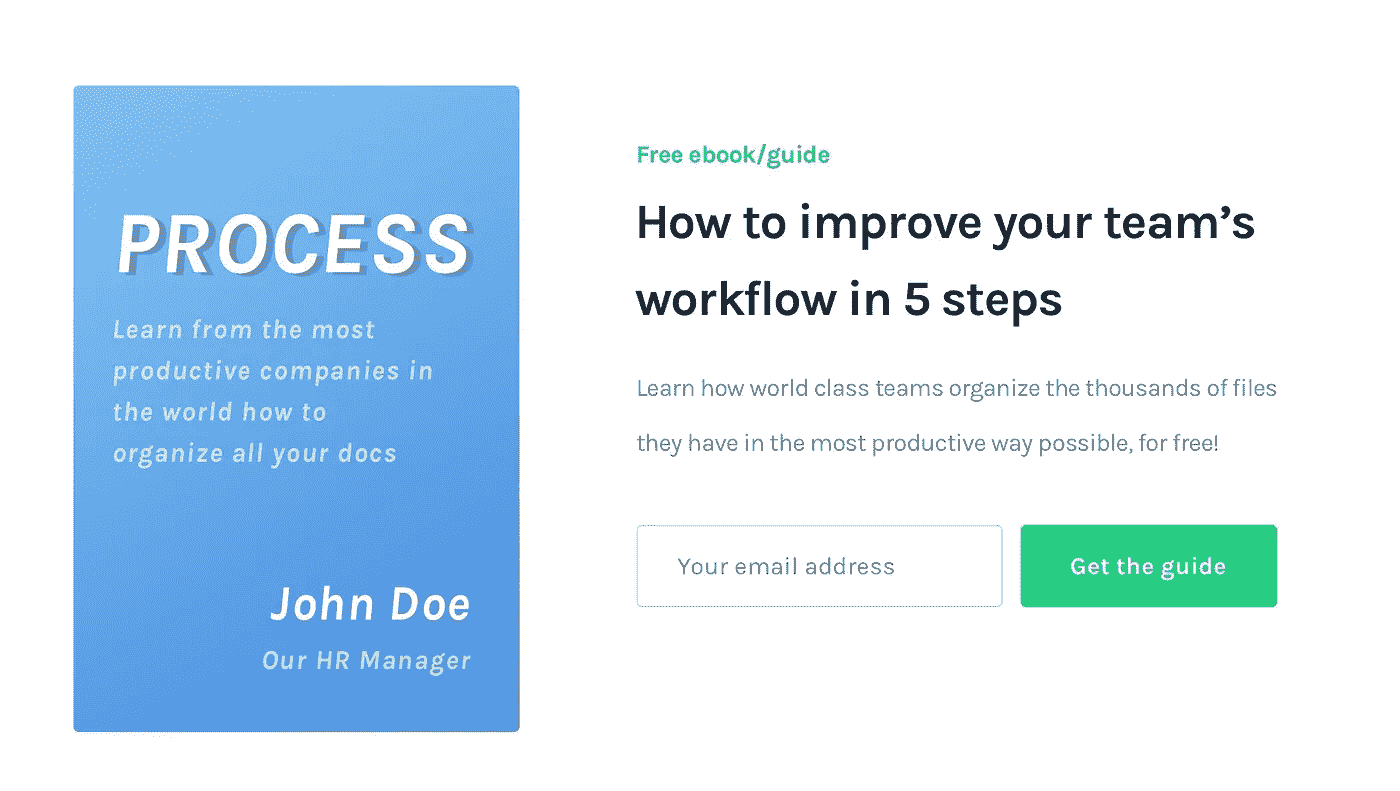 PROCESS
Learn from the most
productive companies in
the world how to
organize all your docs
John Doe
Our HR Manager
Free ebook/guide
How to improve your team’s
workflow in 5 steps
Learn how world class teams organize the thousands of files
they have in the most productive way possible, for free!
Your email address
Get the guide